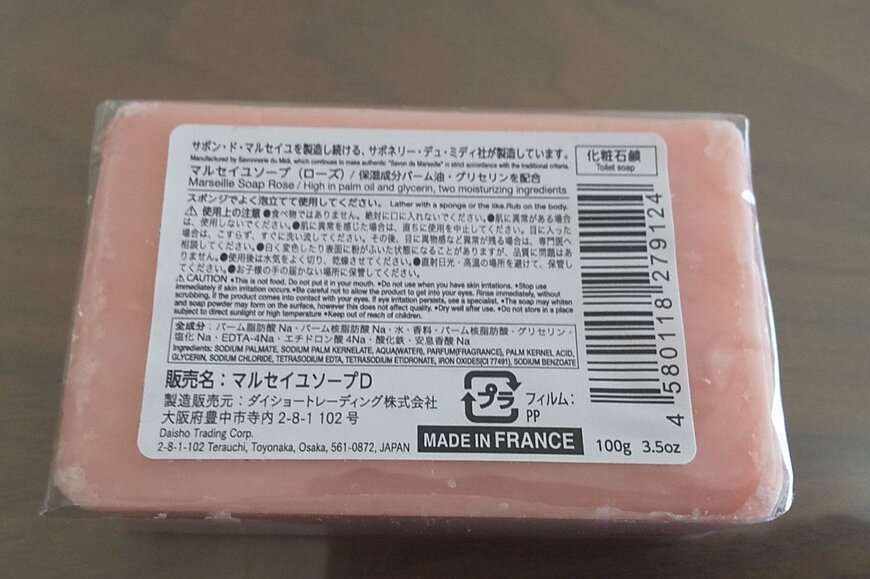 サボン・ド・マルセイユを製造し続ける、サボネリー・デュ・ミディ社が製造しています。
Manufactured by Savonnerie du Midi, which continues to make authentic "Savon de Marseille" in strict accordance with the traditional criteria.
化粧石鹸
Toilet soap
マルセイユソープ（ローズ）/ 保湿成分パーム油・グリセリンを配合
Marseille Soap Rose / High in palm oil and glycerin, two moisturizing ingredients
スポンジでよく泡立てて使用してください。 Lather with a sponge or the like.Rub on the body.
⚠ 使用上の注意 ●食べ物ではありません。絶対に口に入れないでください。●肌に異常がある場合
は、使用しないでください。●肌に異常を感じた場合は、直ちに使用を中止してください。目に入った
場合は、こすらず、すぐに洗い流してください。その後、目に異物感など異常が残る場合は、専門医へ
相談してください。●白く変色したり表面に粉がふいた状態になることがありますが、品質に問題はあ
りません。●使用後は水気をよく切り、乾燥させてください。●直射日光・高温の場所を避けて、保管し
てください。●お子様の手の届かない場所に保管してください。
⚠ CAUTION •This is not food. Do not put it in your mouth. •Do not use when you have skin irritations. •Stop use
immediately if skin irritation occurs.•Be careful not to allow the product to get into your eyes. Rinse immediately, without
scrubbing, if the product comes into contact with your eyes. If eye irritation persists, see a specialist. •The soap may whiten
and soap powder may form on the surface, however this does not affect quality. •Dry well after use. •Do not store in a place
subject to direct sunlight or high temperature •Keep out of reach of children.
全成分：パーム脂肪酸 Na・パーム核脂肪酸 Na・水・香料・パーム核脂肪酸・グリセリン・
塩化 Na・EDTA-4Na・エチドロン酸 4Na・酸化鉄・安息香酸 Na
Ingredients: SODIUM PALMATE, SODIUM PALM KERNELATE, AQUA(WATER), PARFUM(FRAGRANCE), PALM KERNEL ACID,
GLYCERIN, SODIUM CHLORIDE, TETRASODIUM EDTA, TETRASODIUM ETIDRONATE, IRON OXIDES(CI 77491), SODIUM BENZOATE
販売名：マルセイユソープD
製造販売元：ダイショートレーディング株式会社
大阪府豊中市寺内 2-8-1 102 号
Daisho Trading Corp.
2-8-1-102 Terauchi, Toyonaka, Osaka, 561-0872, JAPAN
プラ
フィルム：
PP
MADE IN FRANCE
100g 3.5oz
4 580118 279124